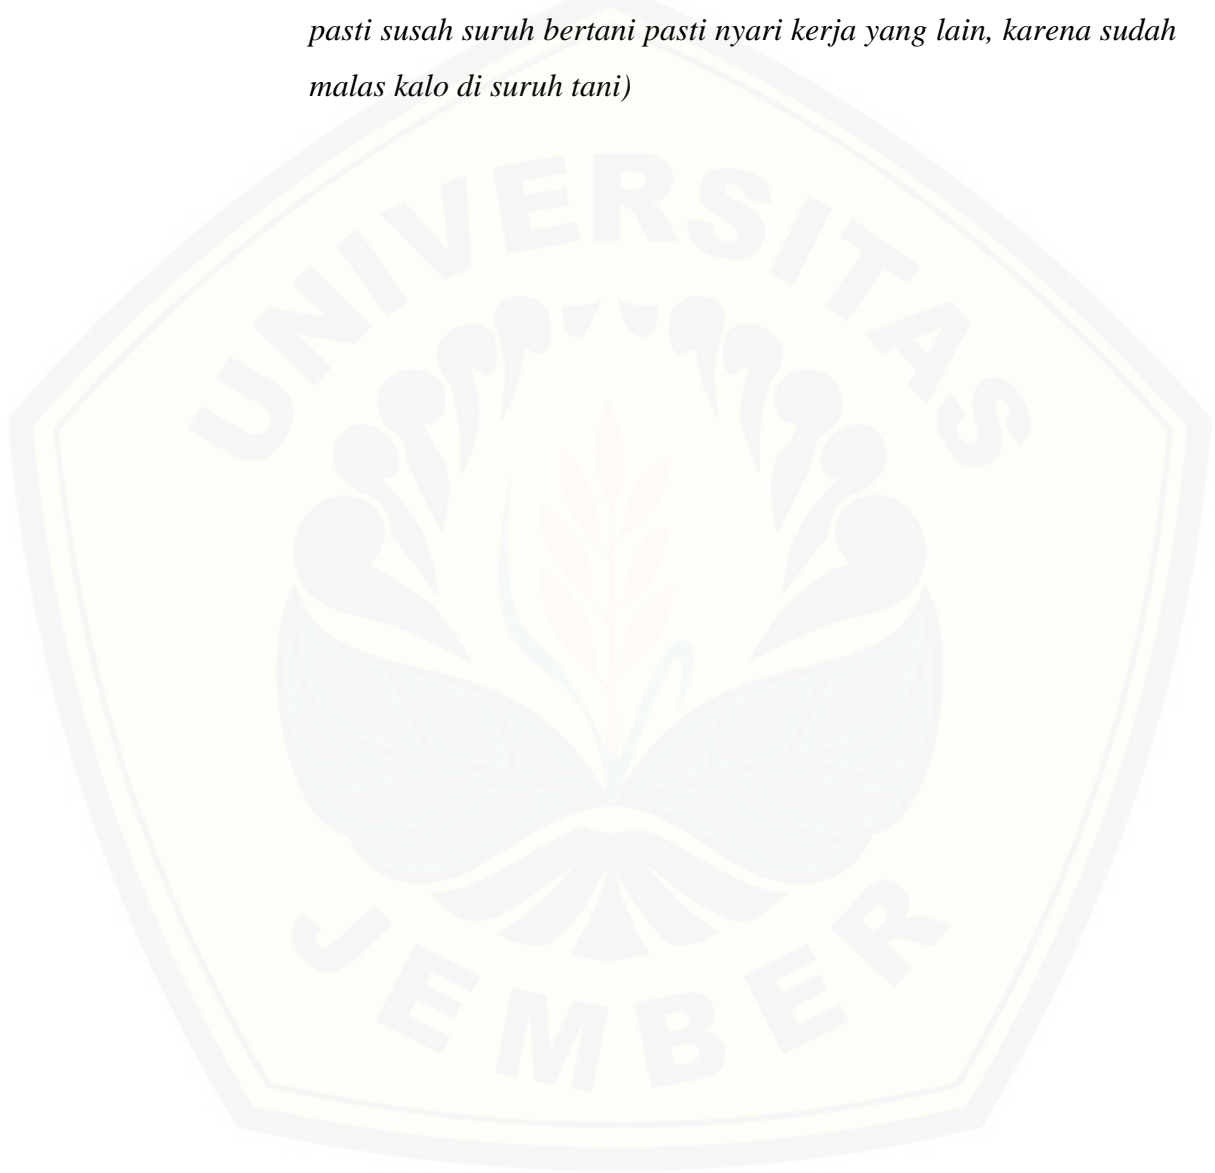 pasti susah suruh bertani pasti nyari kerja yang lain, karena sudah
malas kalo di suruh tani)
UNIVERSITAS
JEMBER